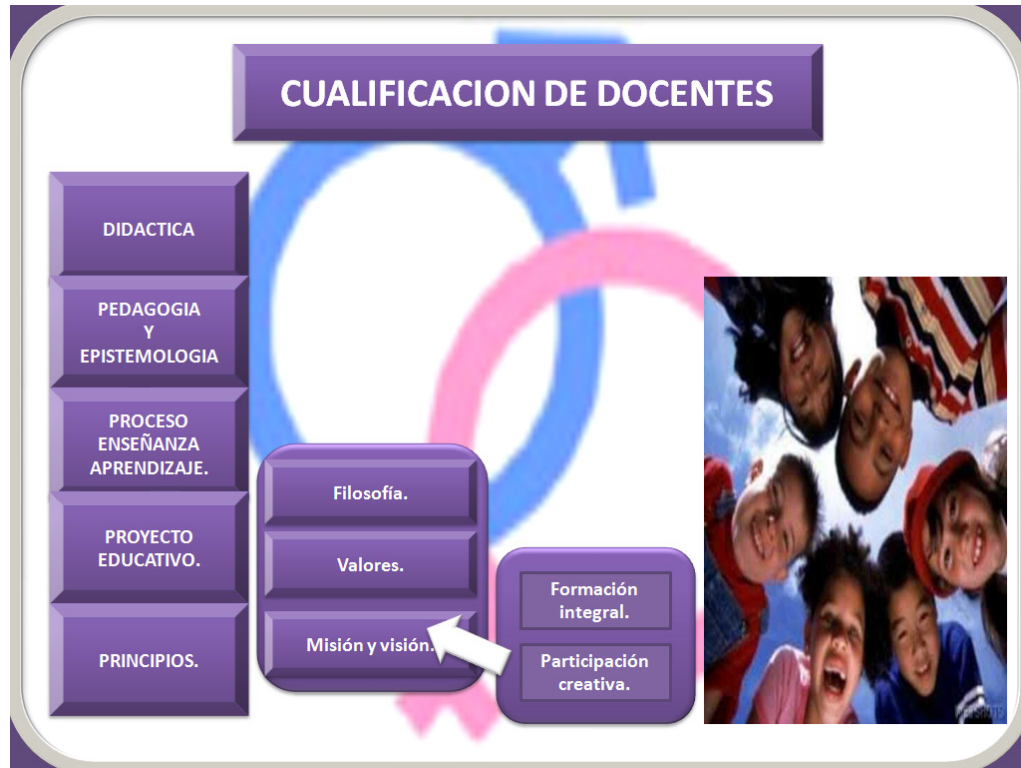 CUALIFICACION DE DOCENTES
DIDACTICA
PEDAGOGIA
Y
EPISTEMOLOGIA
PROCESO
ENSEÑANZA
APRENDIZAJE.
PROYECTO
EDUCATIVO.
PRINCIPIOS.
Filosofía.
Valores.
Misión y visión.
Formación
integral.
Participación
creativa.